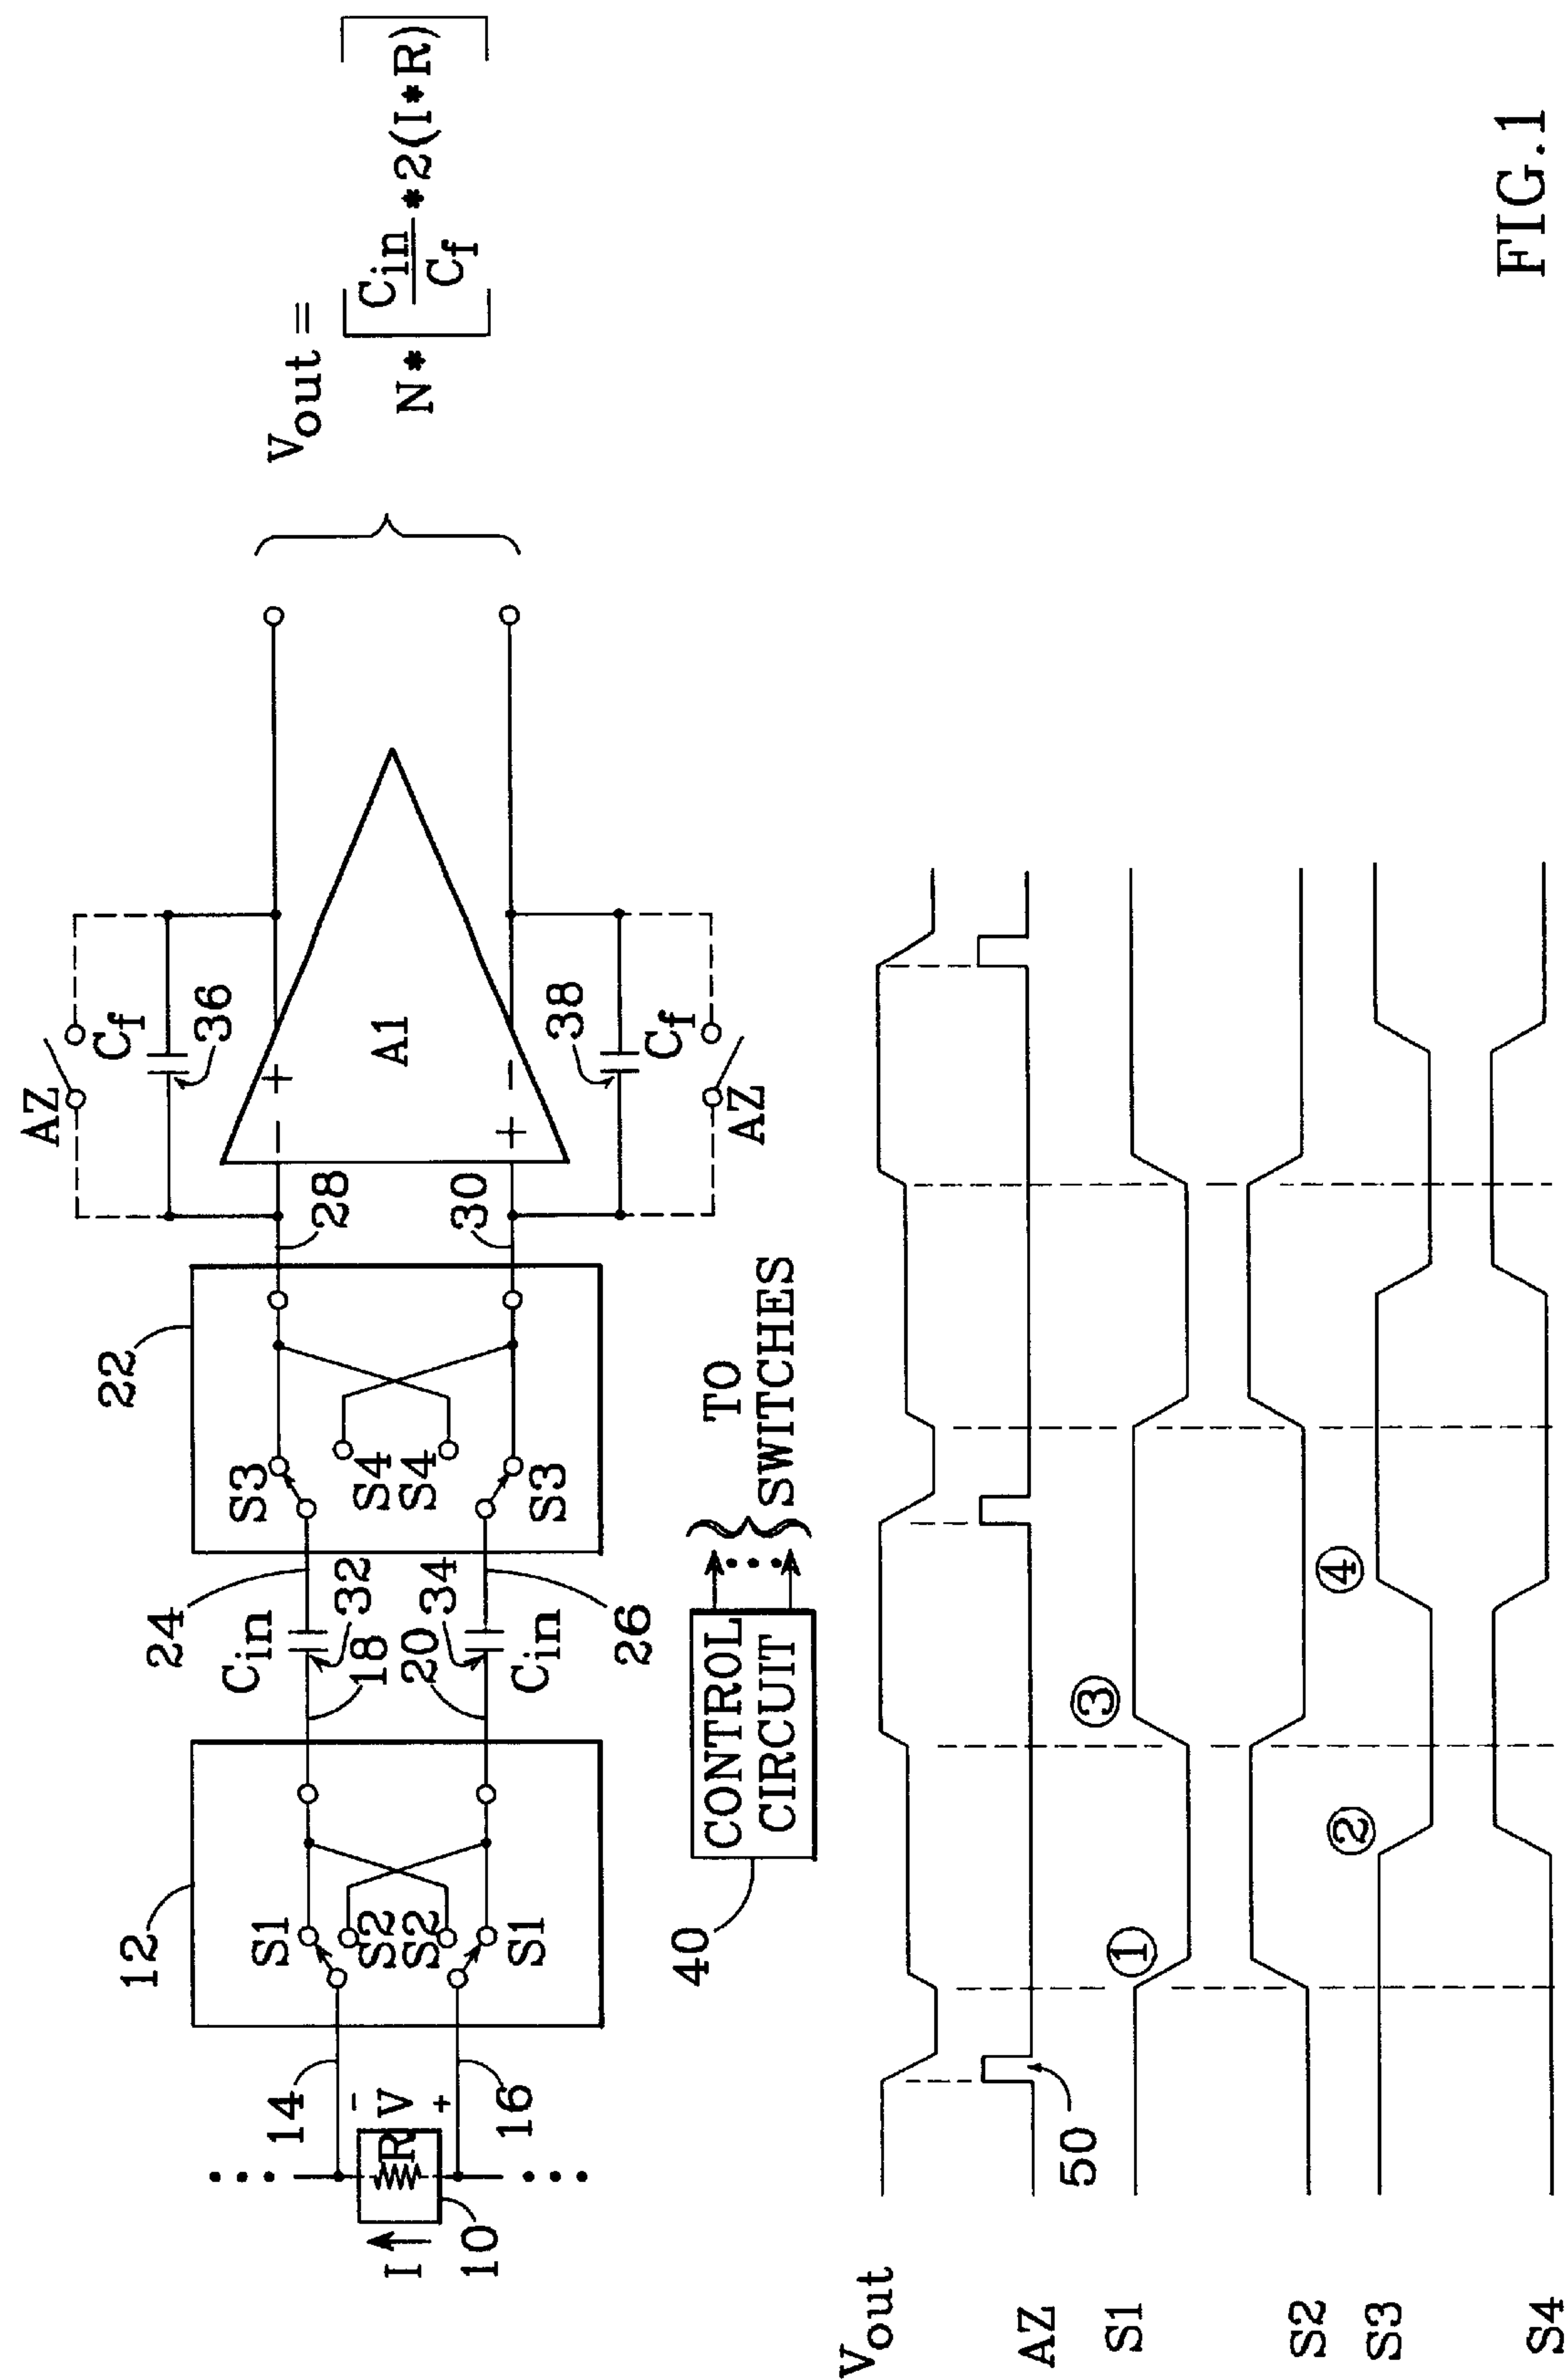 AZ
Cf
36
Vout =
N* [Cin/Cf *2(I*R)]
12
24
22
S1
S2
S2
S1
Cin
32
18
20
34
Cin
26
S3
S4
S4
S3
28
30
+
−
A1
−
+
38
Cf
AZ
14
I
R
−
V
+
10
16
40
CONTROL
CIRCUIT
TO
SWITCHES
Vout
AZ
50
S1
①
③
S2
S3
②
④
S4
FIG.1